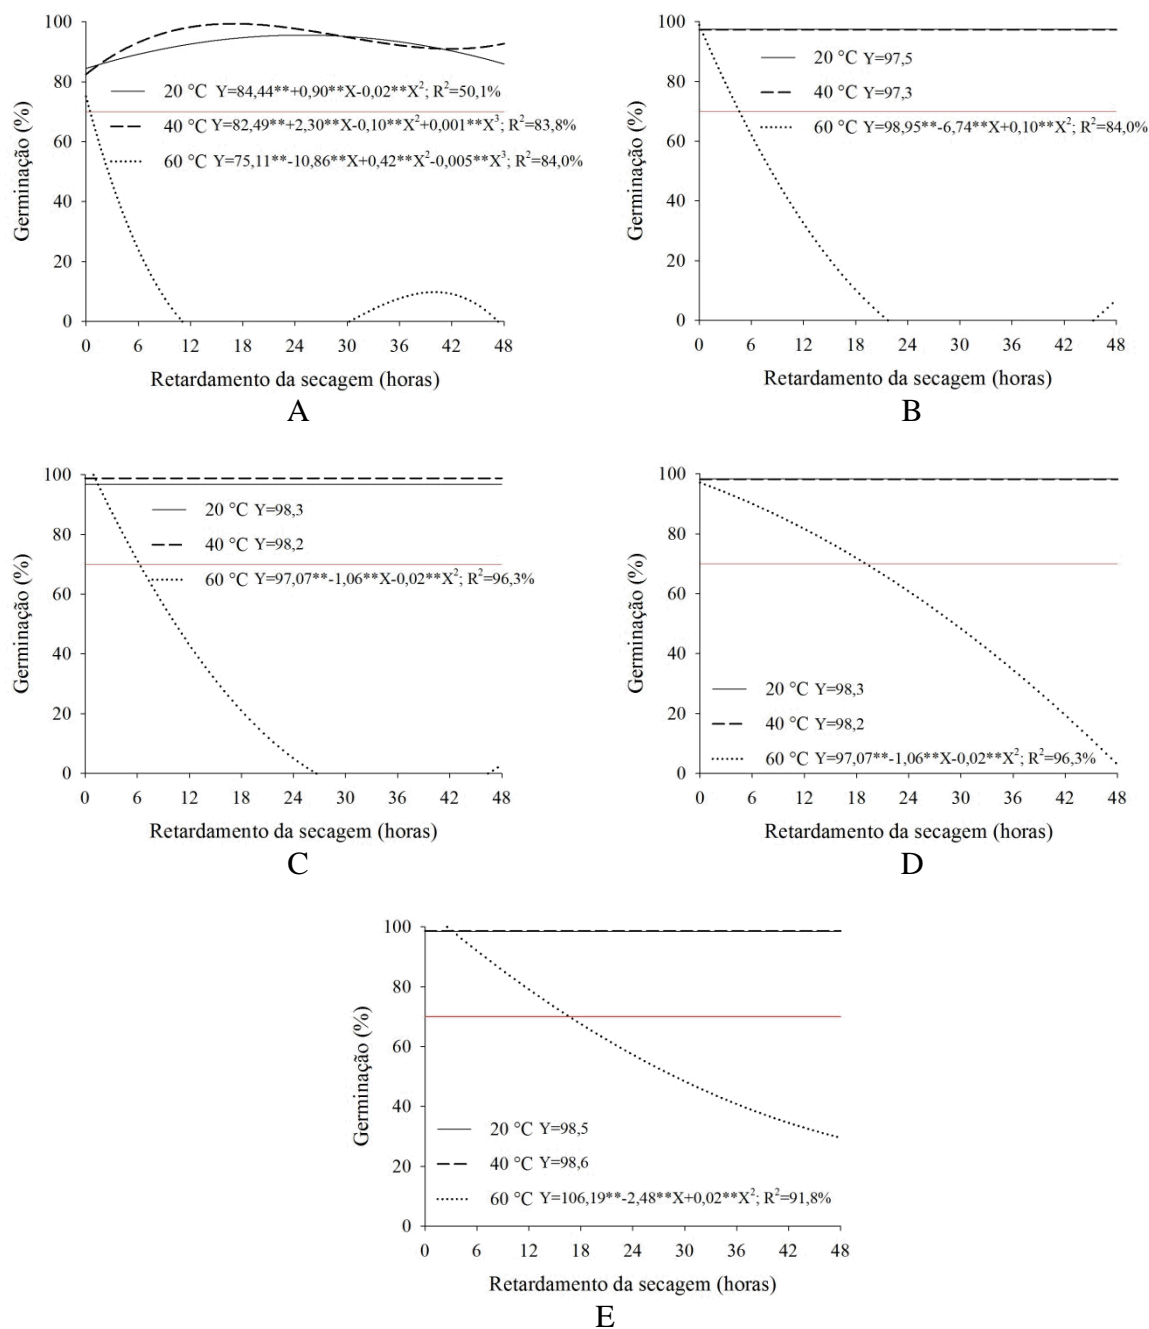 100
80
60
40
20
0
Germinação (%)
20 °C Y=84,44**+0,90**X-0,02**X²; R²=50,1%
40 °C Y=82,49**+2,30**X-0,10**X²+0,001**X³; R²=83,8%
60 °C Y=75,11**-10,86**X+0,42**X²-0,005**X³; R²=84,0%
0 6 12 18 24 30 36 42 48
Retardamento da secagem (horas)
A
100
80
60
40
20
0
Germinação (%)
20 °C Y=97,5
40 °C Y=97,3
60 °C Y=98,95**-6,74**X+0,10**X²; R²=84,0%
0 6 12 18 24 30 36 42 48
Retardamento da secagem (horas)
B
100
80
60
40
20
0
Germinação (%)
20 °C Y=98,3
40 °C Y=98,2
60 °C Y=97,07**-1,06**X-0,02**X²; R²=96,3%
0 6 12 18 24 30 36 42 48
Retardamento da secagem (horas)
C
100
80
60
40
20
0
Germinação (%)
20 °C Y=98,3
40 °C Y=98,2
60 °C Y=97,07**-1,06**X-0,02**X²; R²=96,3%
0 6 12 18 24 30 36 42 48
Retardamento da secagem (horas)
D
100
80
60
40
20
0
Germinação (%)
20 °C Y=98,5
40 °C Y=98,6
60 °C Y=106,19**-2,48**X+0,02**X²; R²=91,8%
0 6 12 18 24 30 36 42 48
Retardamento da secagem (horas)
E